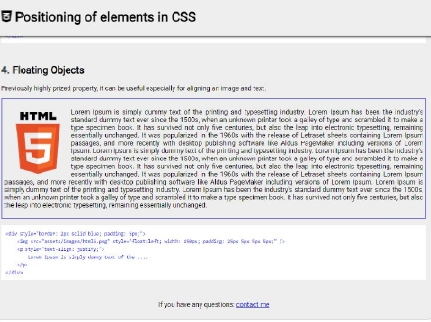 Positioning of elements in CSS
4. Floating Objects
Previously highly prized property, it can be useful especially for aligning an image and text.
HTML
5
Lorem Ipsum is simply dummy text of the printing and typesetting industry. Lorem Ipsum has been the industry's
standard dummy text ever since the 1500s, when an unknown printer took a galley of type and scrambled it to make a
type specimen book. It has survived not only five centuries, but also the leap into electronic typesetting, remaining
essentially unchanged. It was popularized in the 1960s with the release of Letraset sheets containing Lorem Ipsum
passages, and more recently with desktop publishing software like Aldus PageMaker including versions of Lorem
Ipsum. Lorem Ipsum is simply dummy text of the printing and typesetting industry. Lorem Ipsum has been the industry's
standard dummy text ever since the 1500s, when an unknown printer took a galley of type and scrambled it to make a
type specimen book. It has survived not only five centuries, but also the leap into electronic typesetting, remaining
essentially unchanged. It was popularized in the 1960s with the release of Letraset sheets containing Lorem Ipsum
passages, and more recently with desktop publishing software like Aldus PageMaker including versions of Lorem Ipsum. Lorem Ipsum is
simply dummy text of the printing and typesetting industry. Lorem Ipsum has been the industry's standard dummy text ever since the 1500s,
when an unknown printer took a galley of type and scrambled it to make a type specimen book. It has survived not only five centuries, but also
the leap into electronic typesetting, remaining essentially unchanged.
<div style="border: 2px solid blue; padding: 5px;">
<img src="assets/images/html5.png" style="float:left; width: 100px; padding: 25px 5px 5px 5px;" />
<p style="text-align: justify;">
Lorem Ipsum is simply dummy text of the ....
</p>
</div>
If you have any questions: contact me